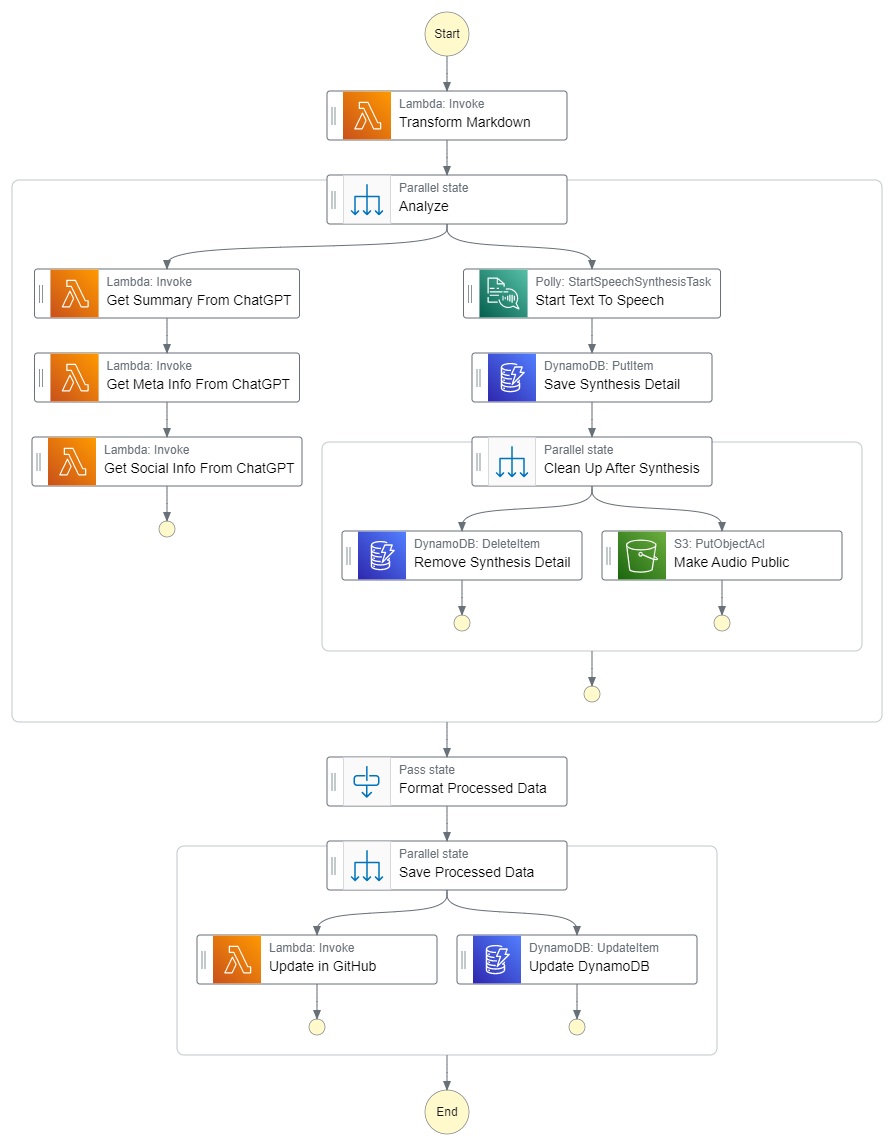 Start
Lambda: Invoke
Transform Markdown
Parallel state
Analyze
Lambda: Invoke
Get Summary From ChatGPT
Polly: StartSpeechSynthesisTask
Start Text To Speech
Lambda: Invoke
Get Meta Info From ChatGPT
DynamoDB: PutItem
Save Synthesis Detail
Lambda: Invoke
Get Social Info From ChatGPT
Parallel state
Clean Up After Synthesis
DynamoDB: DeleteItem
Remove Synthesis Detail
S3: PutObjectAcl
Make Audio Public
Pass state
Format Processed Data
Parallel state
Save Processed Data
Lambda: Invoke
Update in GitHub
DynamoDB: UpdateItem
Update DynamoDB
End